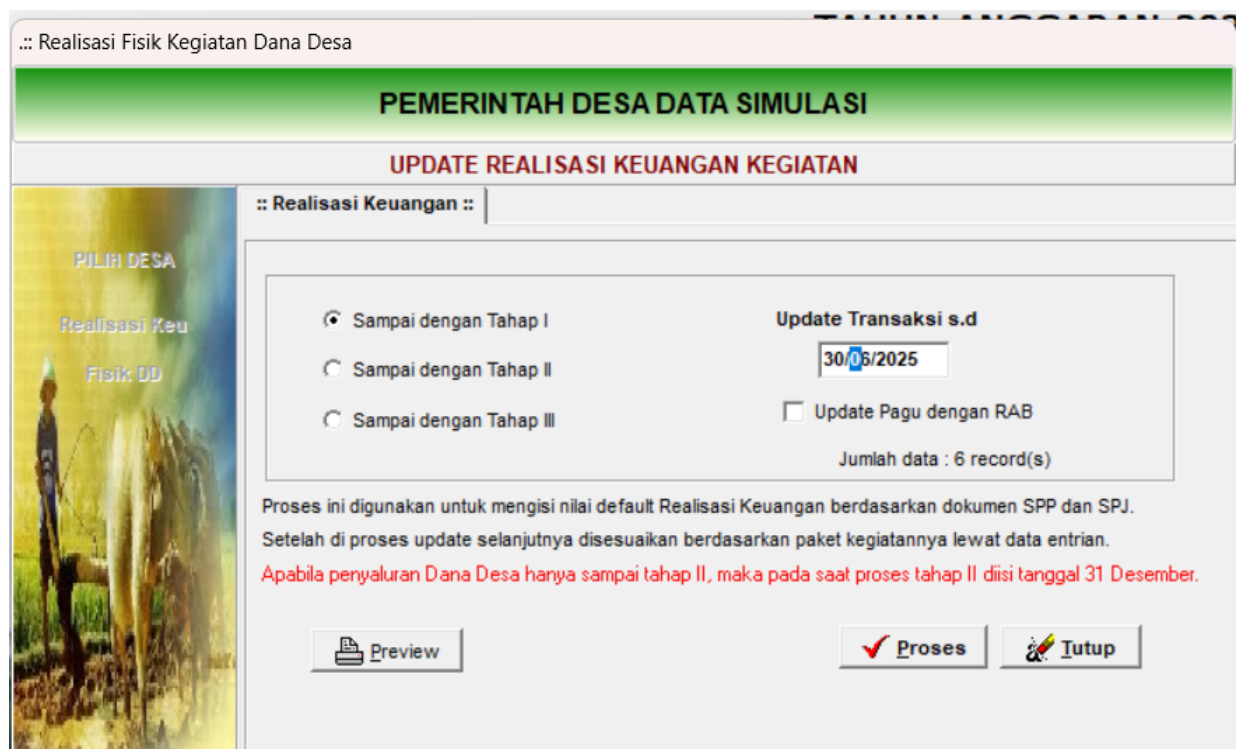 .:: Realisasi Fisik Kegiatan Dana Desa
PEMERINTAH DESA DATA SIMULASI
UPDATE REALISASI KEUANGAN KEGIATAN
:: Realisasi Keuangan ::
PILIH DESA
Realisasi Keu
Fisik DD
Sampai dengan Tahap I
Sampai dengan Tahap II
Sampai dengan Tahap III
Update Transaksi s.d
30/06/2025
Update Pagu dengan RAB
Jumlah data : 6 record(s)
Proses ini digunakan untuk mengisi nilai default Realisasi Keuangan berdasarkan dokumen SPP dan SPJ.
Setelah di proses update selanjutnya disesuaikan berdasarkan paket kegiatannya lewat data entrian.
Apabila penyaluran Dana Desa hanya sampai tahap II, maka pada saat proses tahap II diisi tanggal 31 Desember.
Preview
Proses
Tutup